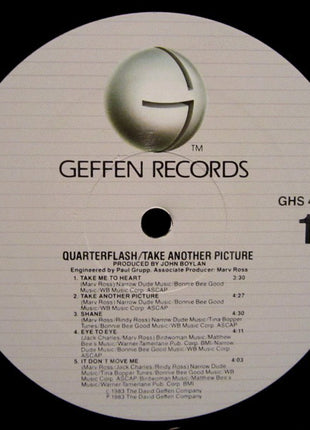 TM
GEFFEN RECORDS
GHS 4
1
QUARTERFLASH/TAKE ANOTHER PICTURE
PRODUCED BY JOHN BOYLAN
Engineered by Paul Grupp. Associate Producer: Marv Ross
1. TAKE ME TO HEART 3:30
(Marv Ross) Narrow Dude Music/Bonnie Bee Good
Music/WB Music Corp. ASCAP
2. TAKE ANOTHER PICTURE 4:27
(Marv Ross) Narrow Dude Music/Bonnie Bee Good
Music/WB Music Corp. ASCAP
3. SHANE 4:30
(Marv Ross/Rindy Ross) Narrow Dude Music/Tina Bopper
Tunes/Bonnie Bee Good/WB Music Corp. ASCAP
4. EYE TO EYE 4:11
(Jack Charles/Marv Ross) Birdwoman Music/Matthew
Bee's Music/Warner-Tamerlane Pub. Corp. BMI/Narrow
Dude Music/Bonnie Bee Good Music/WB Music Corp.
ASCAP
5. IT DON'T MOVE ME 4:03
(Marv Ross/Jack Charles/Rindy Ross) Narrow Dude
Music/Tina Bopper Tunes/Bonnie Bee Good Music/WB
Music Corp. ASCAP/Birdwoman Music/Matthew Bee's
Music/Warner-Tamerlane Pub. Corp. BMI
© 1983 The David Geffen Company
℗ 1983 The David Geffen Company